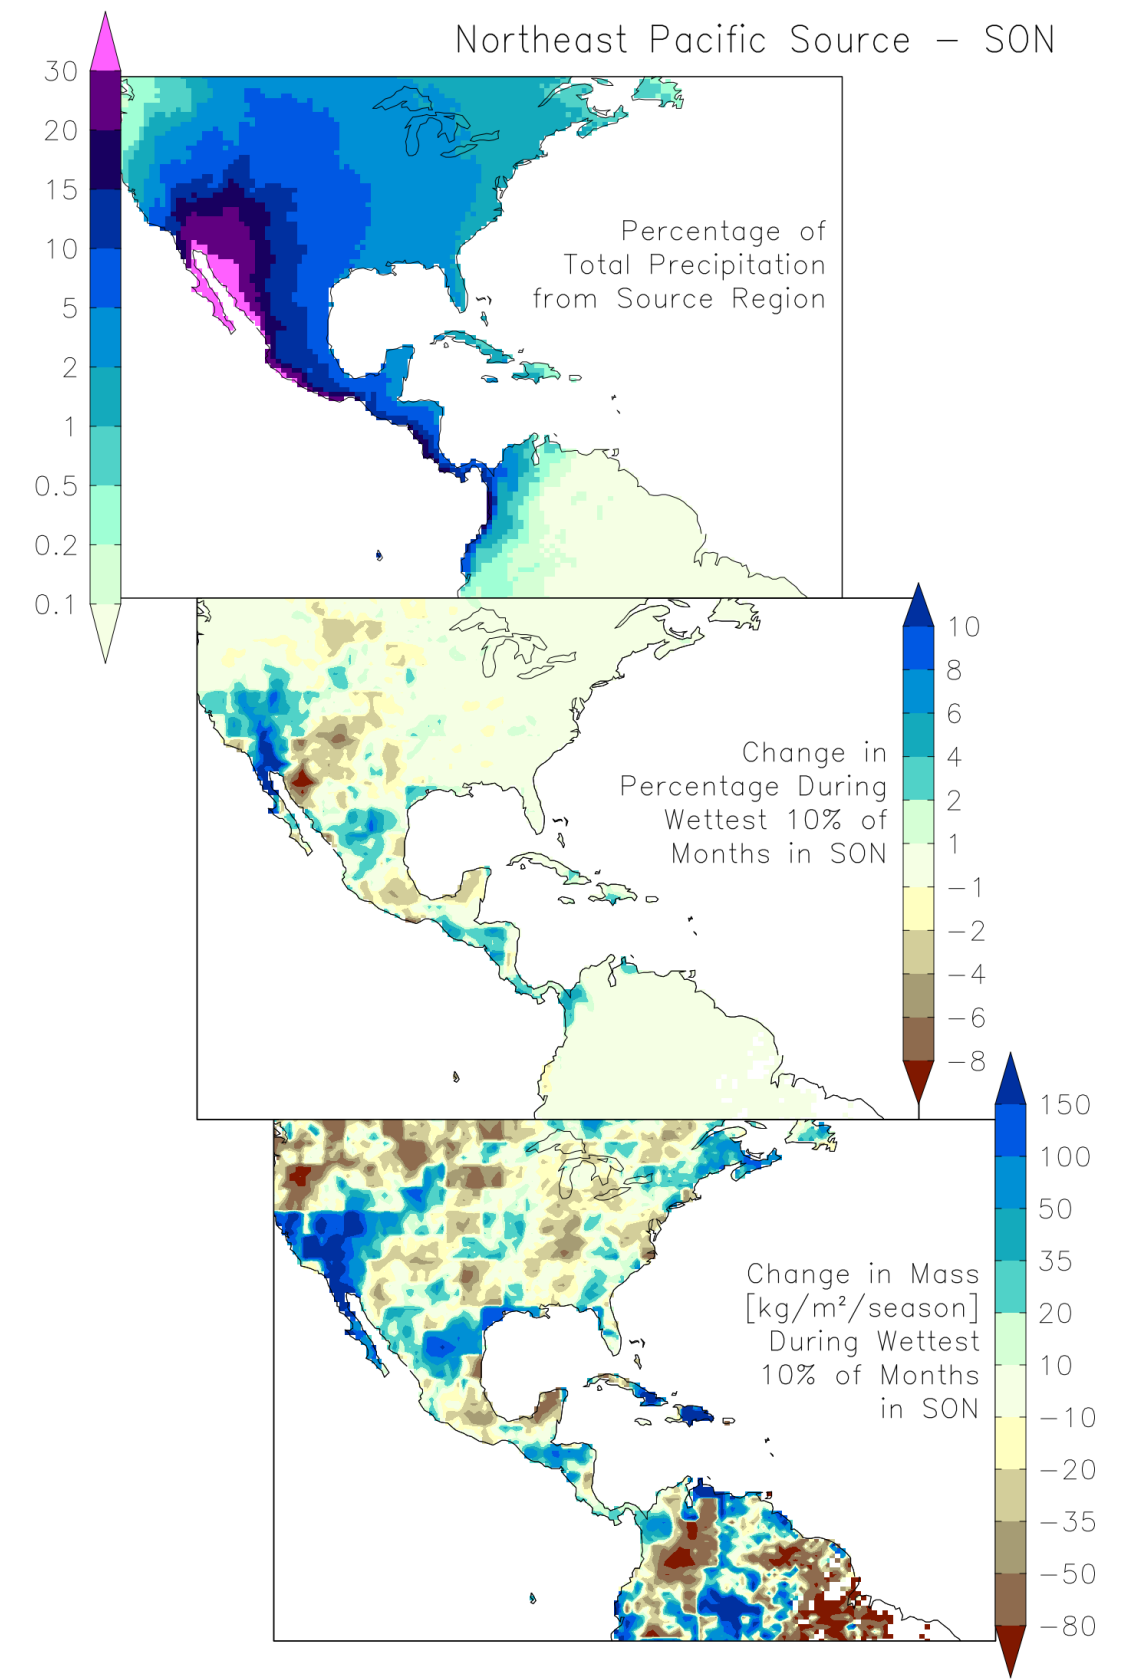 Northeast Pacific Source – SON
30
20
15
10
5
2
1
0.5
0.2
0.1
Percentage of
Total Precipitation
from Source Region
10
8
6
4
2
1
−1
−2
−4
−6
−8
Change in
Percentage During
Wettest 10% of
Months in SON
150
100
50
35
20
10
−10
−20
−35
−50
−80
Change in Mass
[kg/m²/season]
During Wettest
10% of Months
in SON